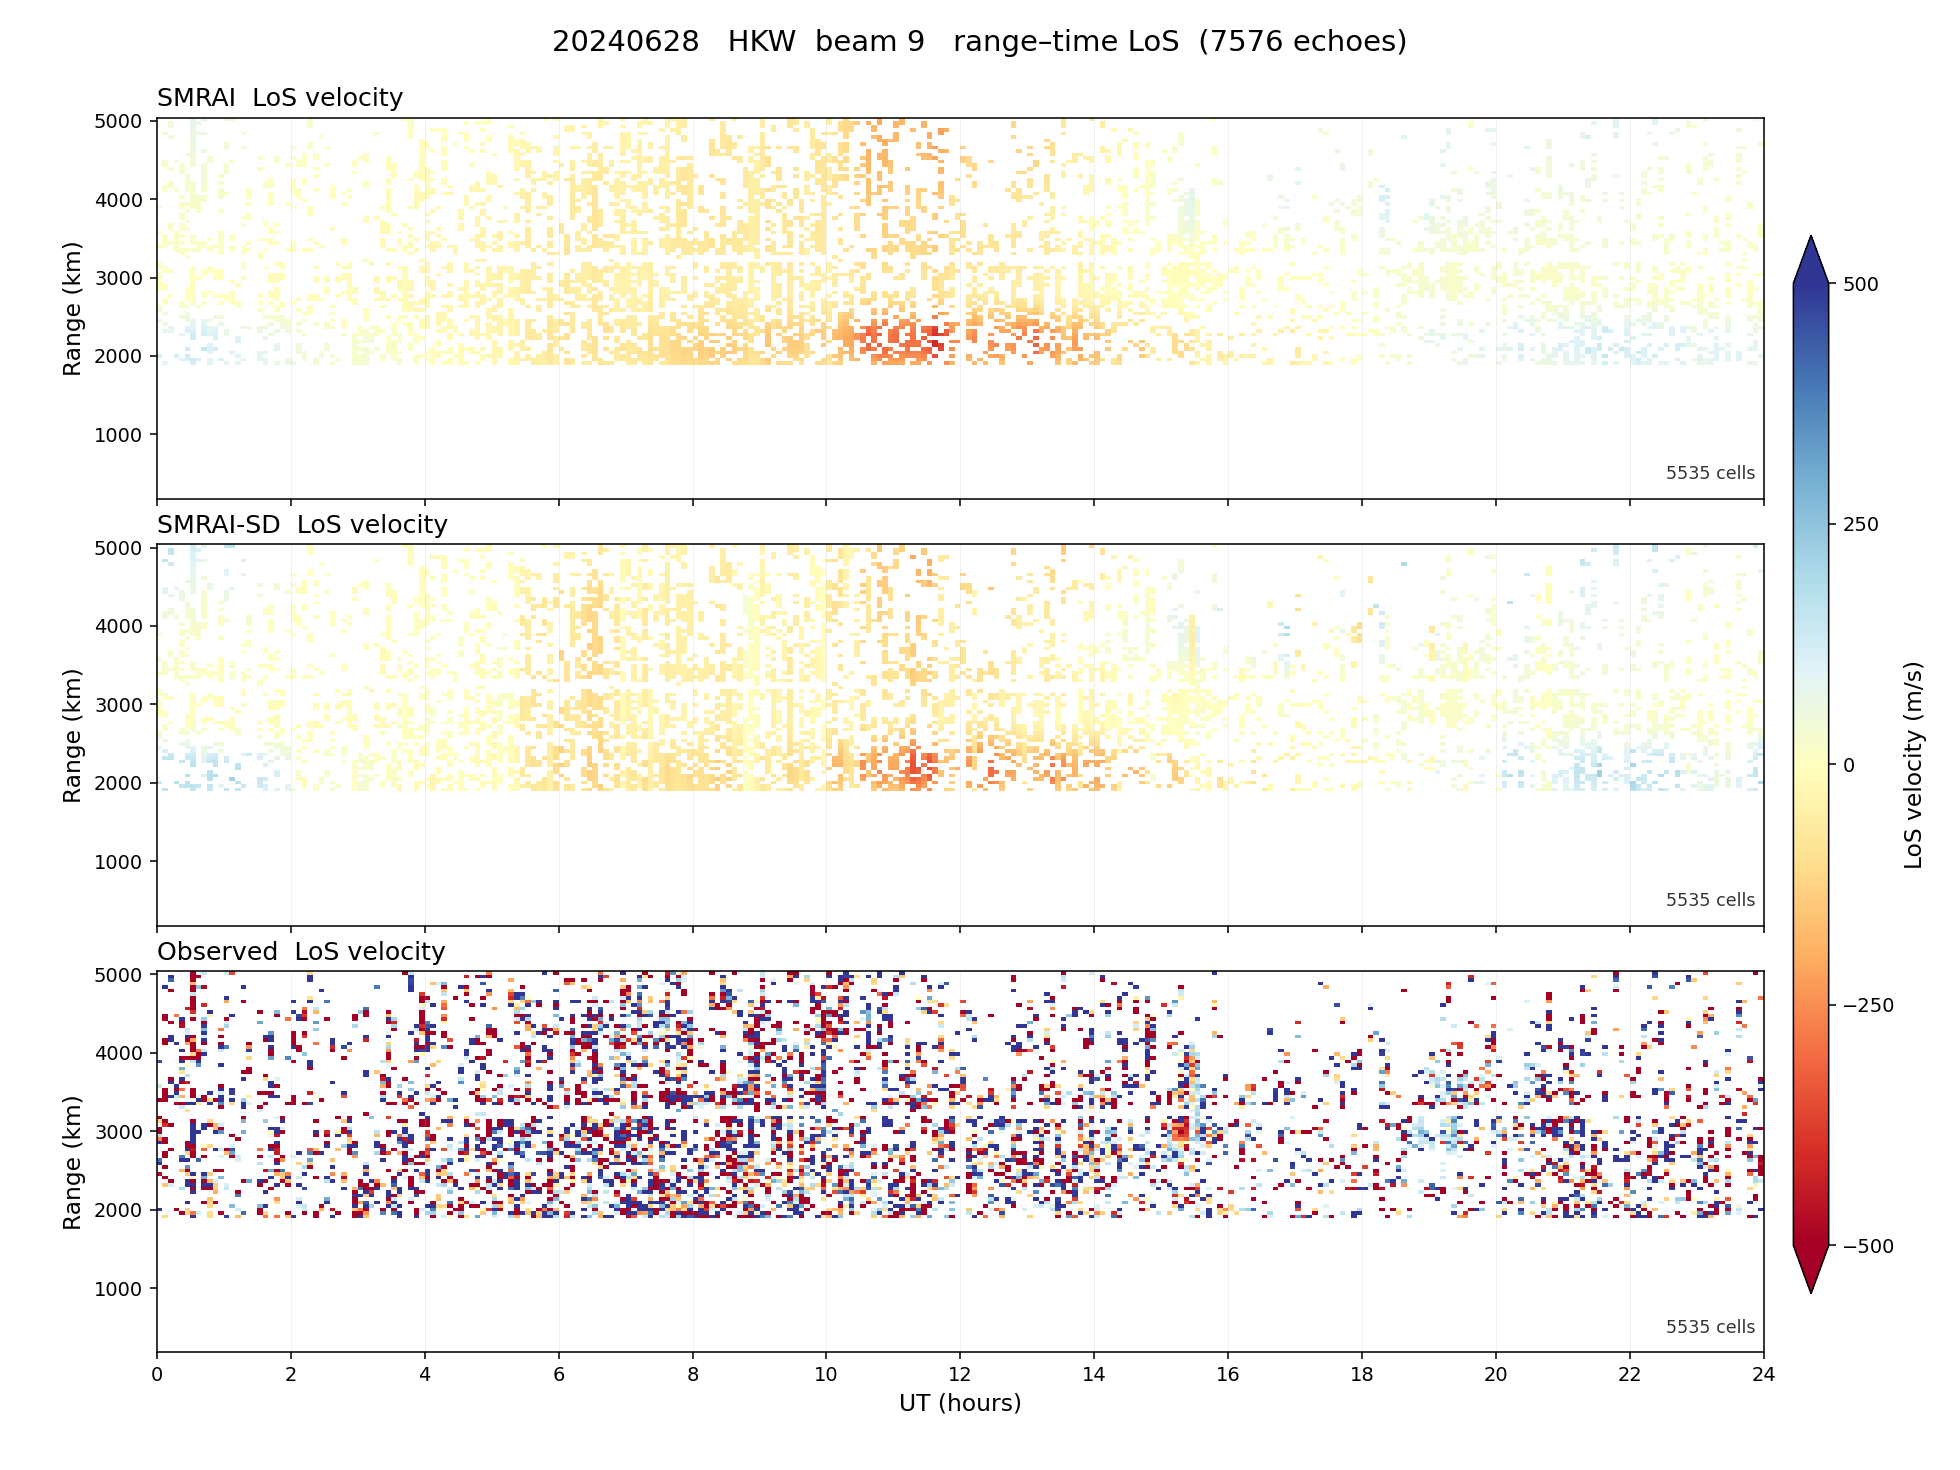 20240628   HKW  beam 9   range–time LoS  (7576 echoes)
SMRAI  LoS velocity
5000
4000
3000
2000
1000
Range (km)
5535 cells
SMRAI-SD  LoS velocity
5000
4000
3000
2000
1000
Range (km)
5535 cells
Observed  LoS velocity
5000
4000
3000
2000
1000
Range (km)
5535 cells
0 2 4 6 8 10 12 14 16 18 20 22 24
UT (hours)
500
250
0
−250
−500
LoS velocity (m/s)